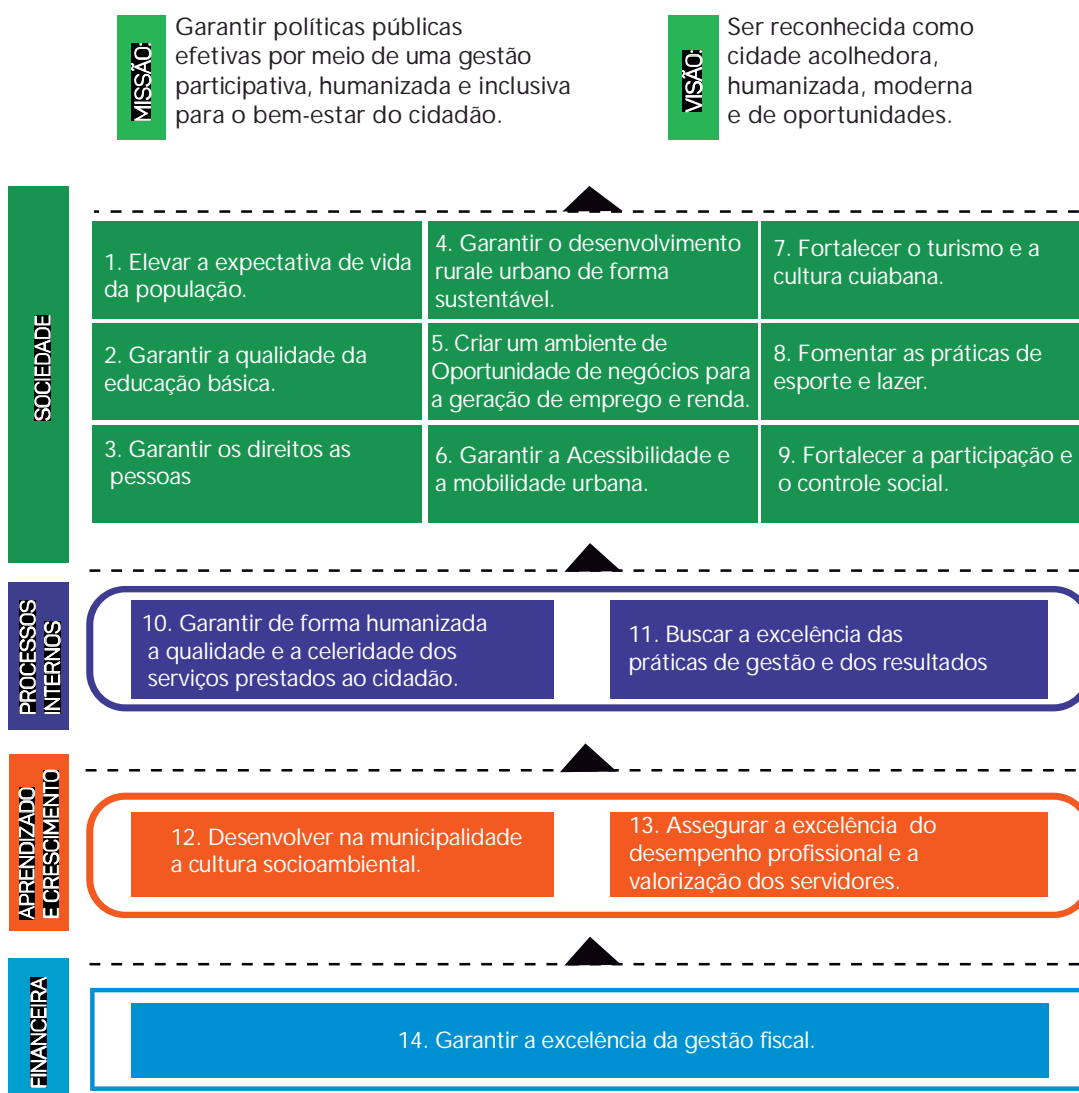 MISSÃO:
Garantir políticas públicas
efetivas por meio de uma gestão
participativa, humanizada e inclusiva
para o bem-estar do cidadão.
VISÃO:
Ser reconhecida como
cidade acolhedora,
humanizada, moderna
e de oportunidades.
SOCIEDADE
1. Elevar a expectativa de vida
da população.
4. Garantir o desenvolvimento
rurale urbano de forma
sustentável.
7. Fortalecer o turismo e a
cultura cuiabana.
2. Garantir a qualidade da
educação básica.
5. Criar um ambiente de
Oportunidade de negócios para
a geração de emprego e renda.
8. Fomentar as práticas de
esporte e lazer.
3. Garantir os direitos as
pessoas
6. Garantir a Acessibilidade e
a mobilidade urbana.
9. Fortalecer a participação e
o controle social.
PROCESSOS
INTERNOS
10. Garantir de forma humanizada
a qualidade e a celeridade dos
serviços prestados ao cidadão.
11. Buscar a excelência das
práticas de gestão e dos resultados
APRENDIZADO
E CRESCIMENTO
12. Desenvolver na municipalidade
a cultura socioambiental.
13. Assegurar a excelência do
desempenho profissional e a
valorização dos servidores.
FINANCEIRA
14. Garantir a excelência da gestão fiscal.